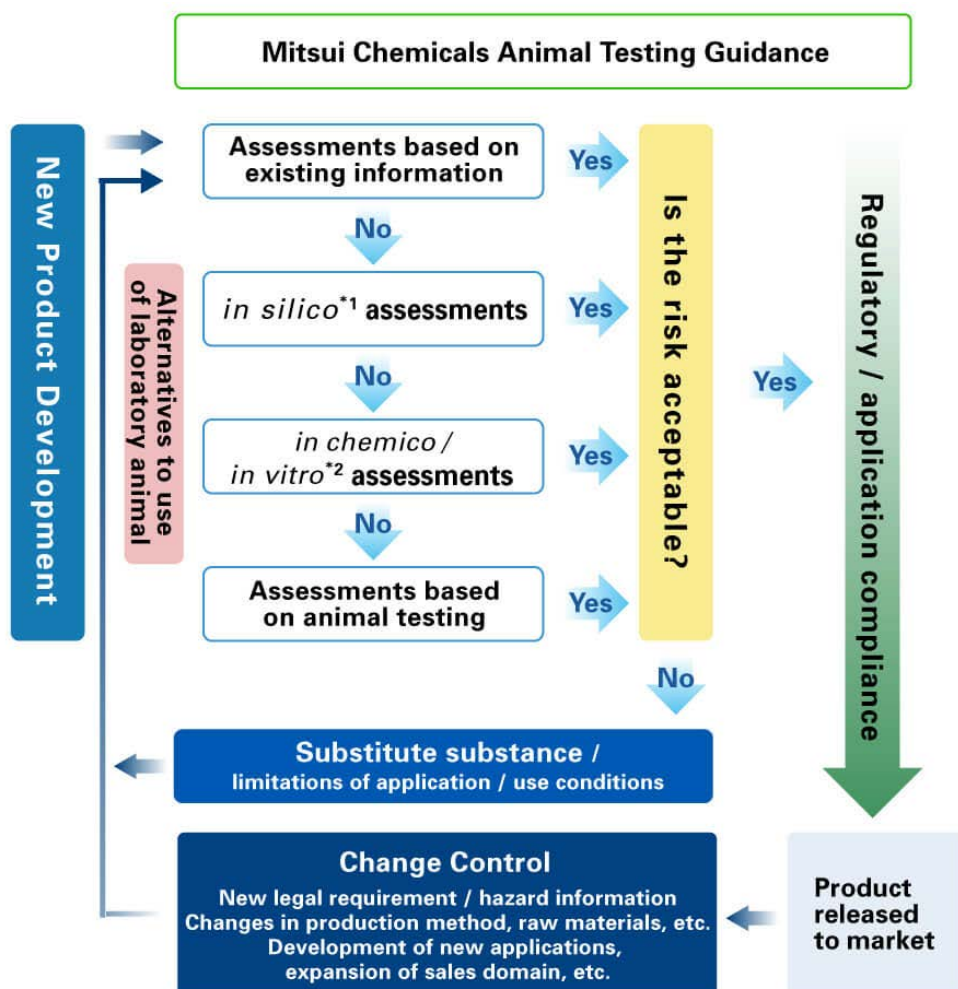 Mitsui Chemicals Animal Testing Guidance
New Product Development
Assessments based on
existing information
Yes
No
Alternatives to use
of laboratory animal
in silico*1 assessments
Yes
No
in chemico /
in vitro*2 assessments
Yes
No
Assessments based
on animal testing
Yes
Is the risk acceptable?
Yes
No
Regulatory / application compliance
Substitute substance /
limitations of application / use conditions
Product
released
to market
Change Control
New legal requirement / hazard information
Changes in production method, raw materials, etc.
Development of new applications,
expansion of sales domain, etc.